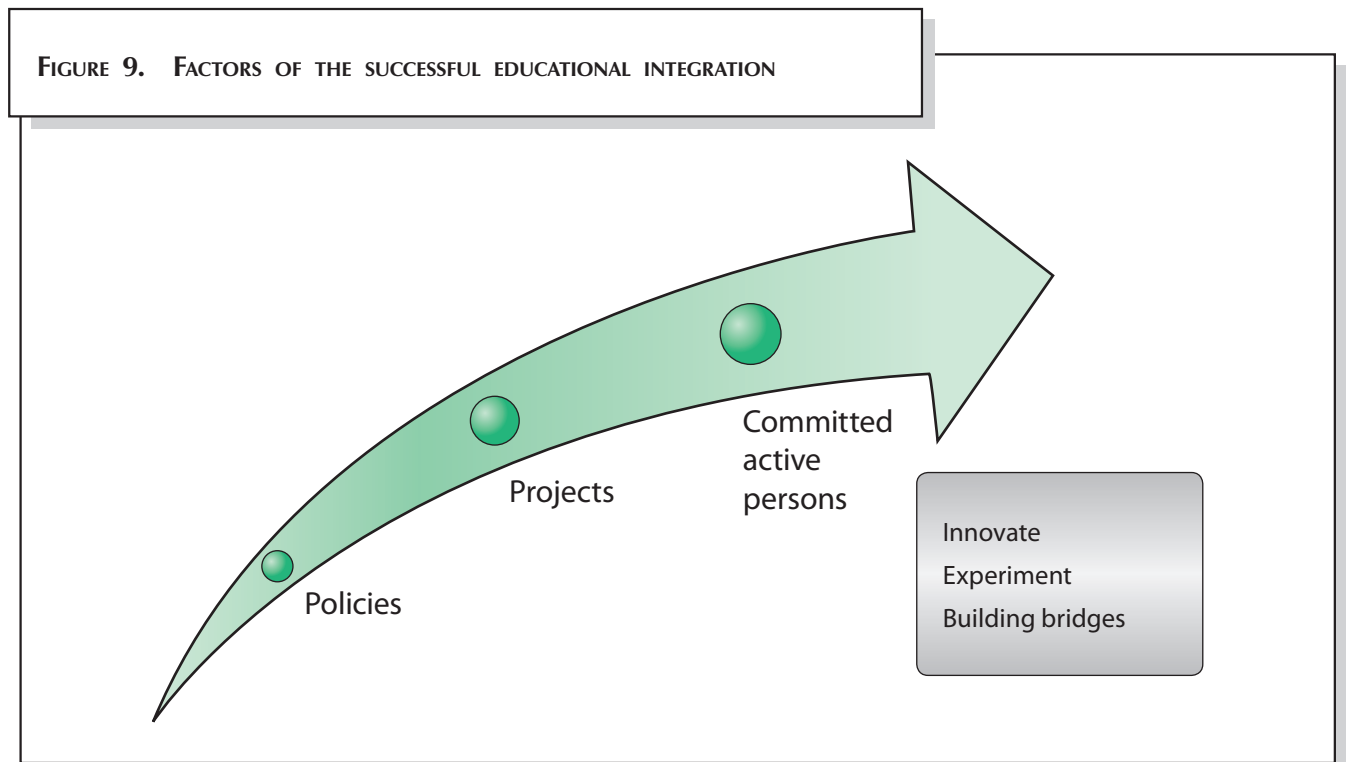 FIGURE 9. FACTORS OF THE SUCCESSFUL EDUCATIONAL INTEGRATION
Policies
Projects
Committed
active
persons
Innovate
Experiment
Building bridges